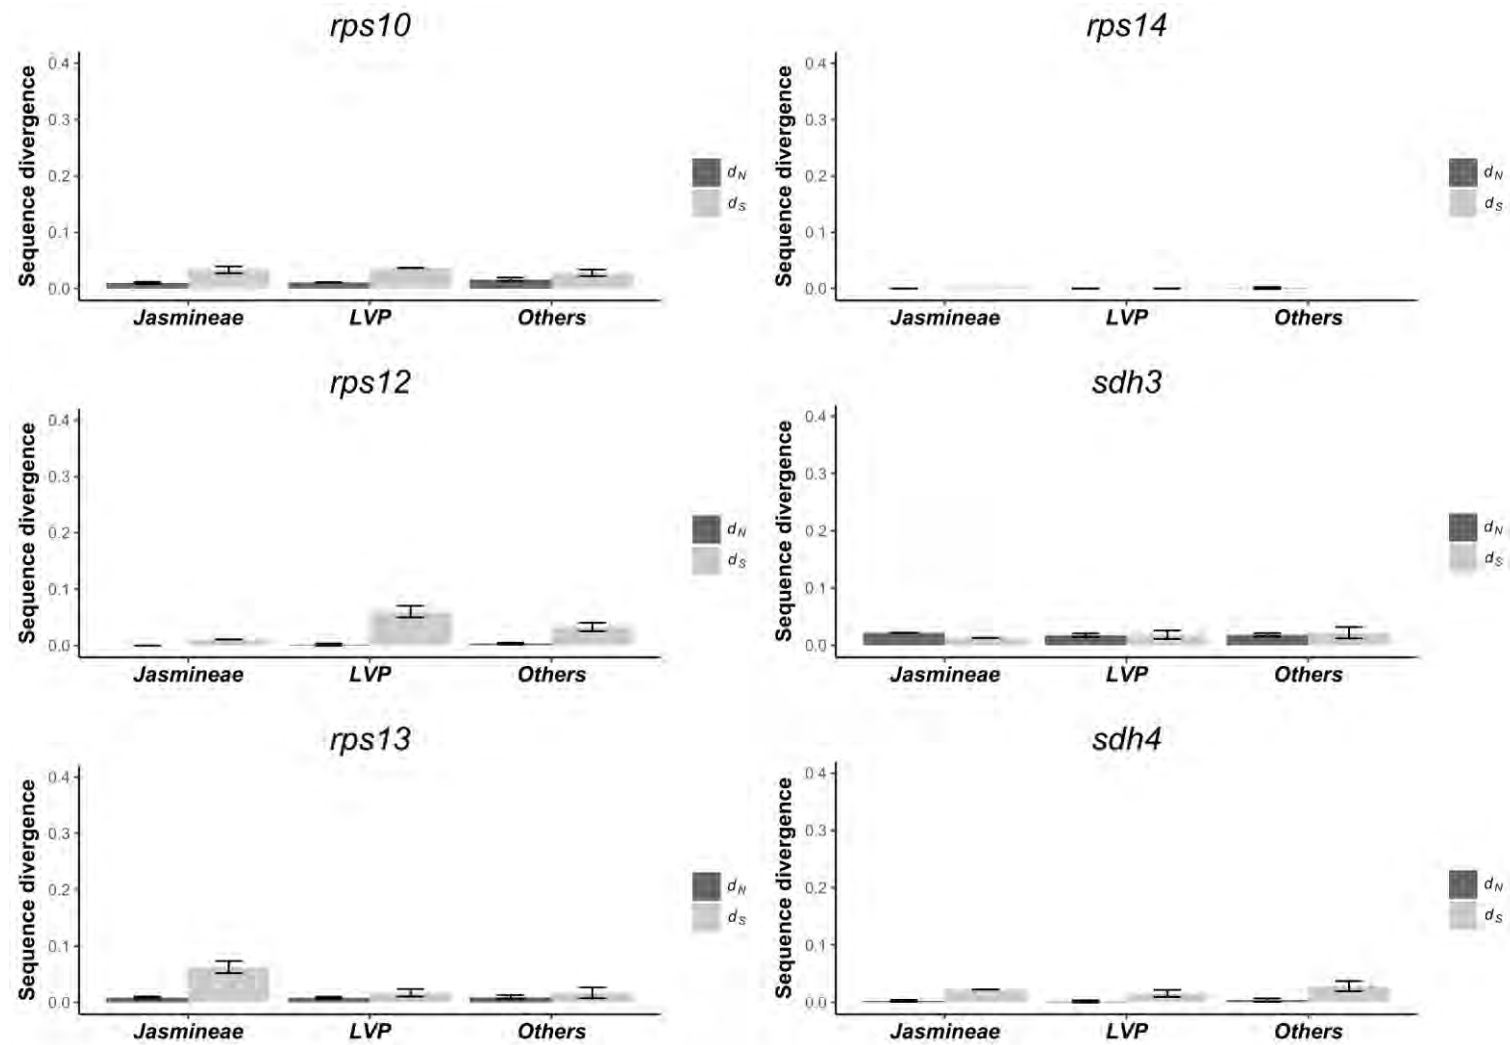 rps10
Sequence divergence
0.4
0.3
0.2
0.1
0.0
Jasmineae LVP Others
dN
dS
rps14
Sequence divergence
0.4
0.3
0.2
0.1
0.0
Jasmineae LVP Others
dN
dS
rps12
Sequence divergence
0.4
0.3
0.2
0.1
0.0
Jasmineae LVP Others
dN
dS
sdh3
Sequence divergence
0.4
0.3
0.2
0.1
0.0
Jasmineae LVP Others
dN
dS
rps13
Sequence divergence
0.4
0.3
0.2
0.1
0.0
Jasmineae LVP Others
dN
dS
sdh4
Sequence divergence
0.4
0.3
0.2
0.1
0.0
Jasmineae LVP Others
dN
dS